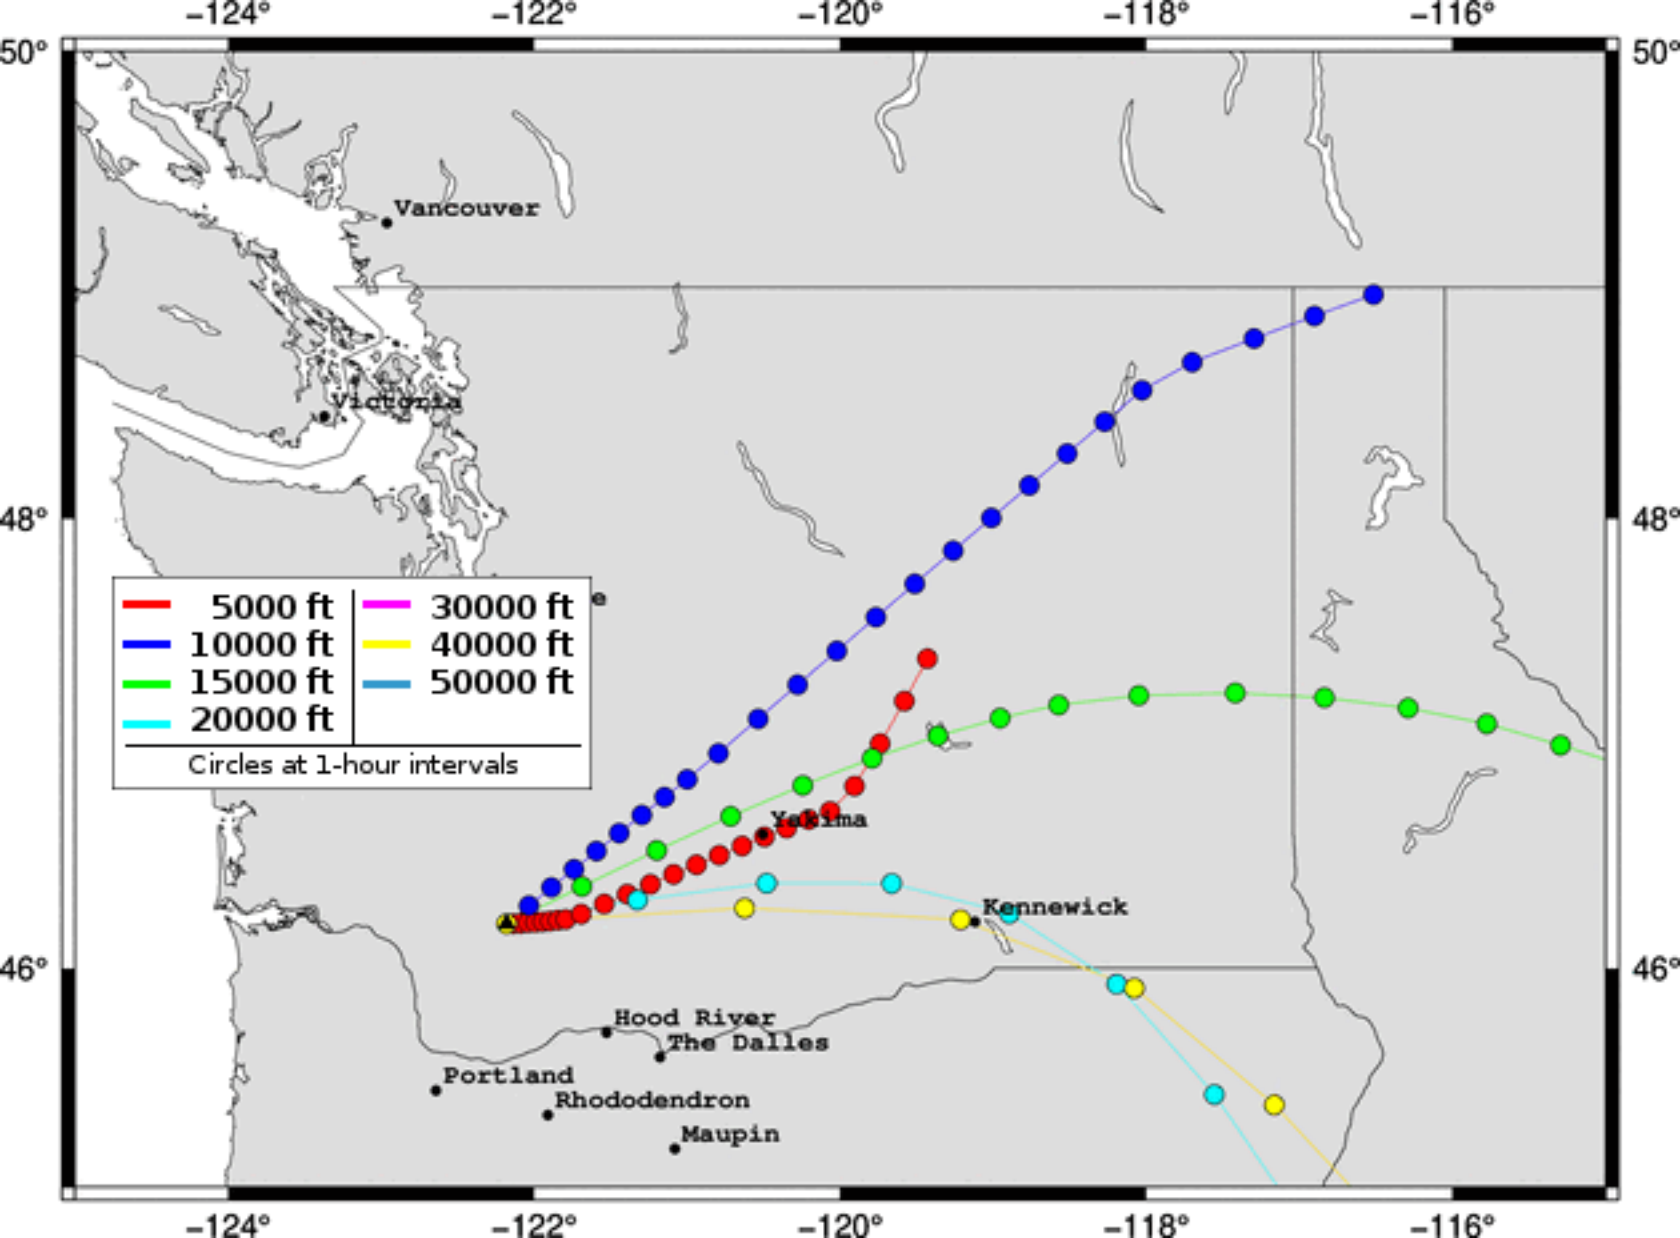 -124° -122° -120° -118° -116°
50° 50°
Vancouver
Victoria
48° 48°
5000 ft 30000 ft
e
10000 ft 40000 ft
15000 ft 50000 ft
20000 ft
Circles at 1-hour intervals
Yakima
Kennewick
46° 46°
Hood River
The Dalles
Portland
Rhododendron
Maupin
-124° -122° -120° -118° -116°